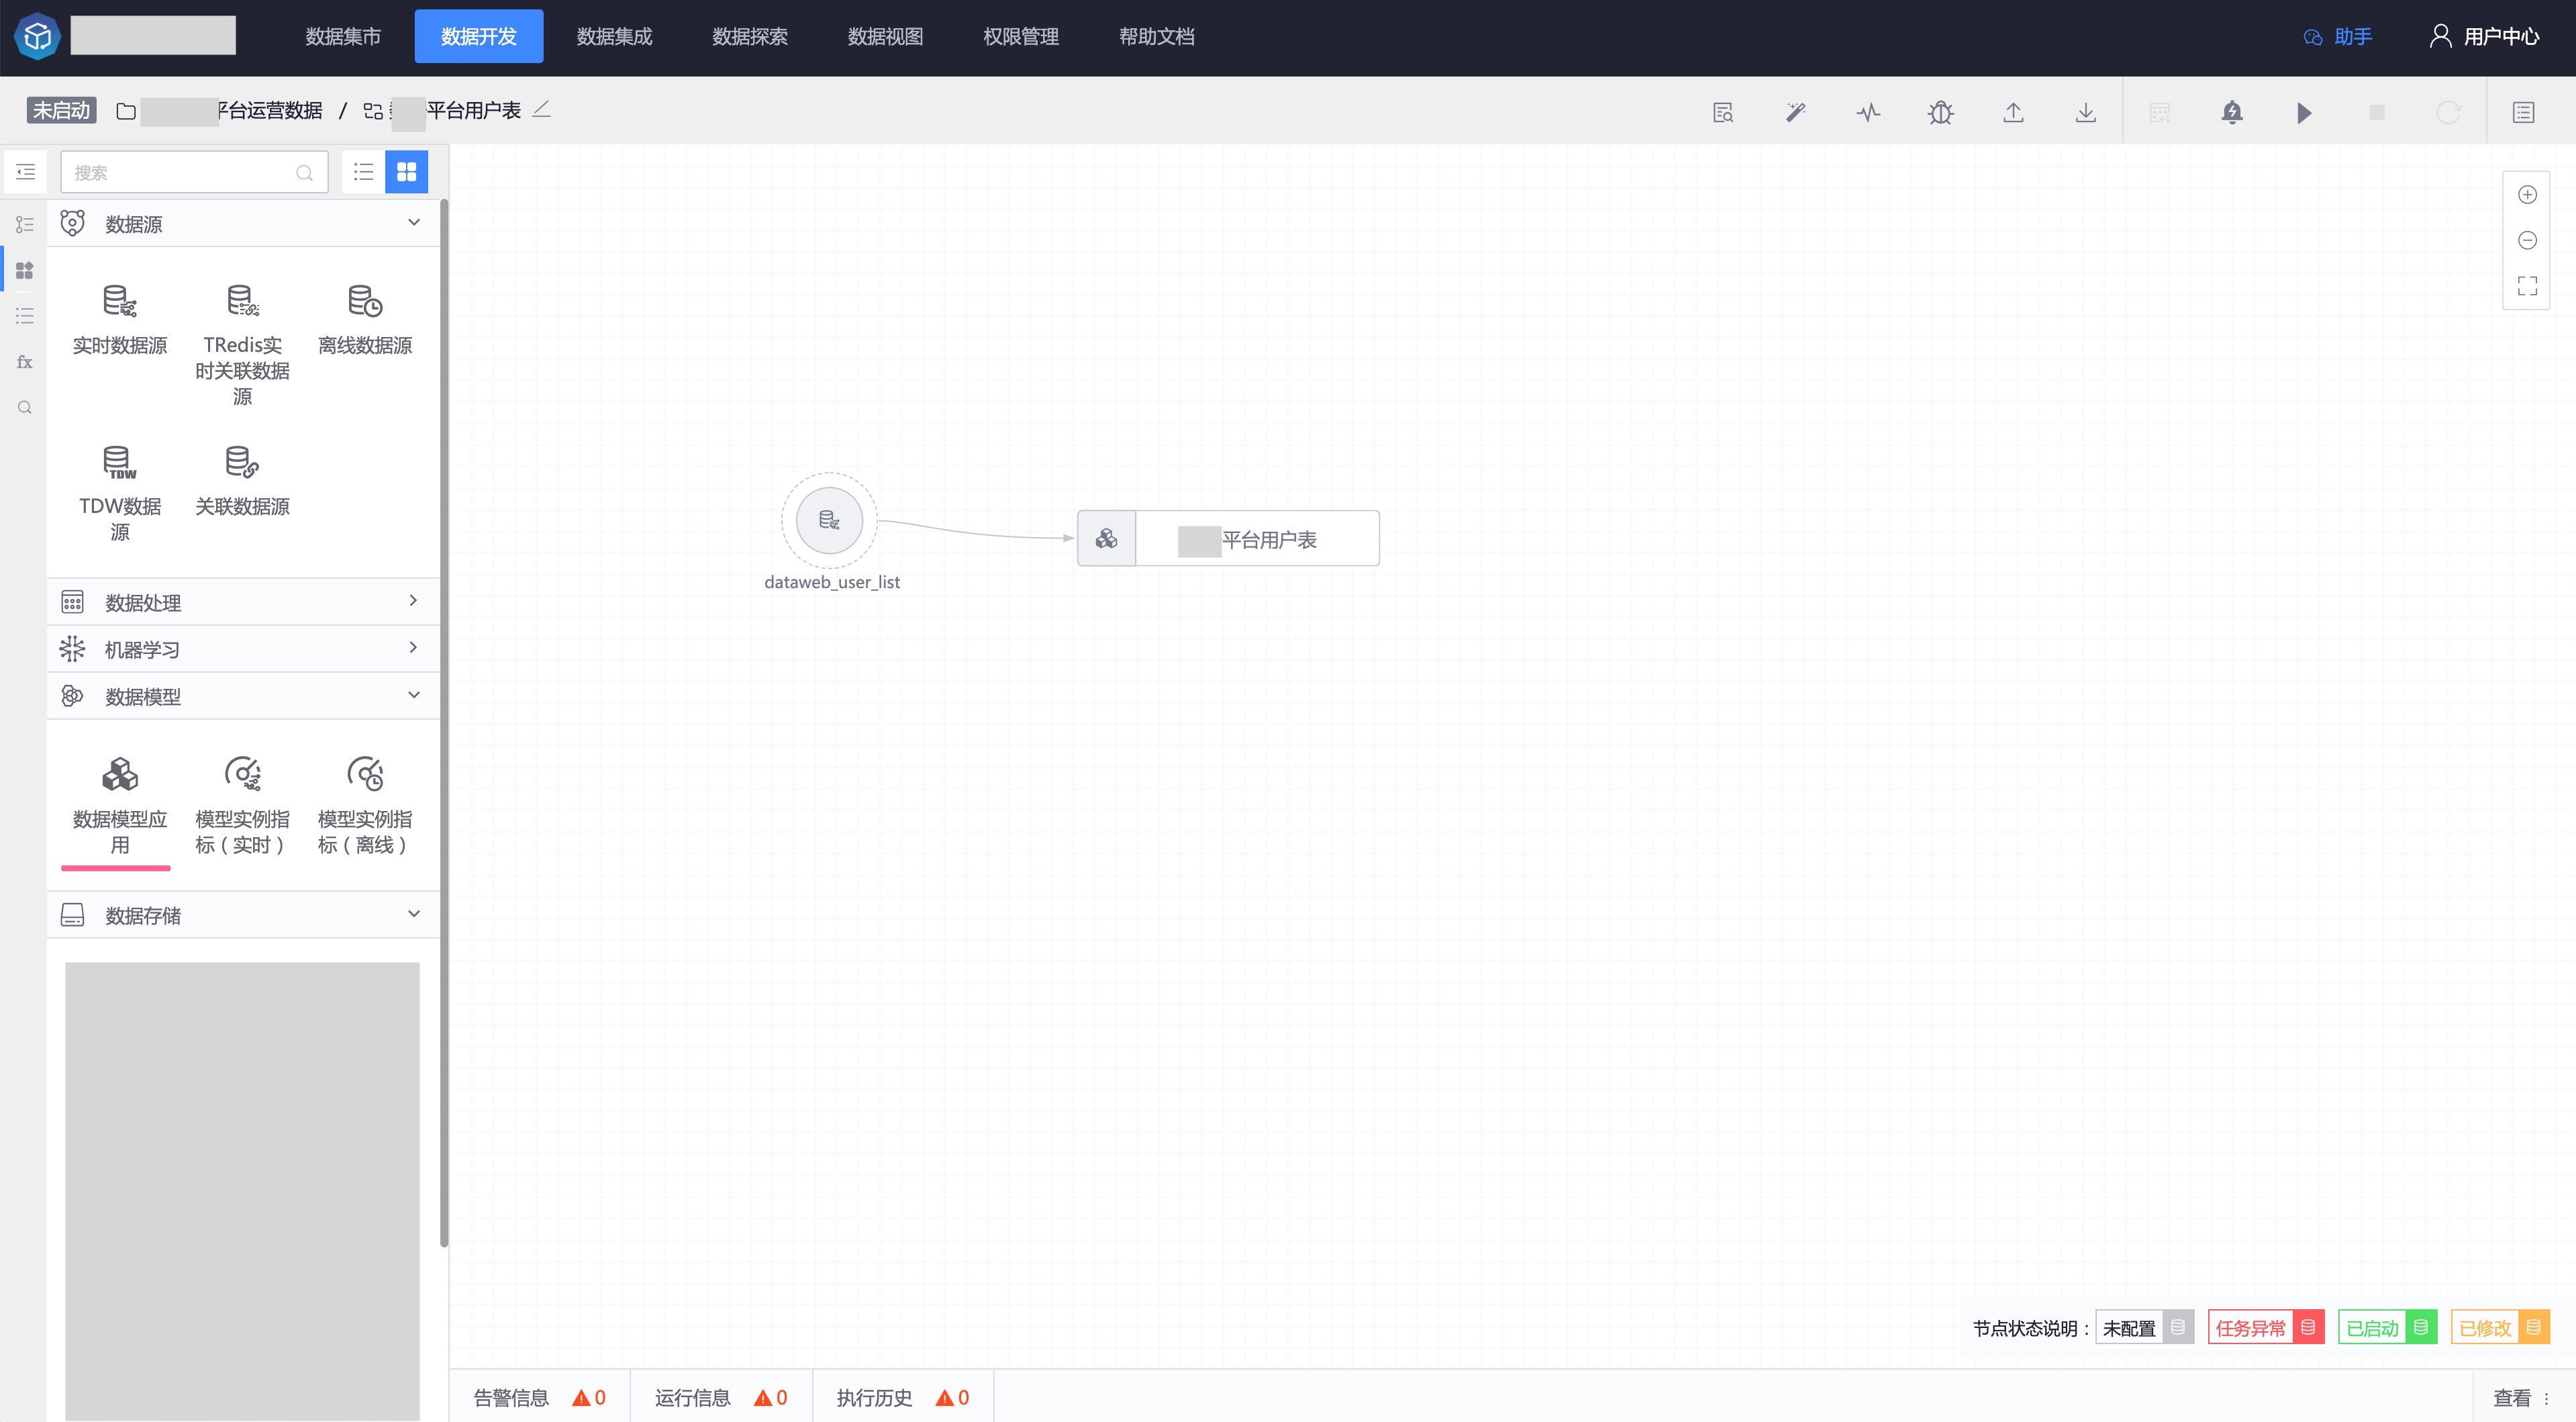 数据集市
数据开发
数据集成
数据探索
数据视图
权限管理
帮助文档
助手
用户中心
未启动
平台运营数据 /
平台用户表
搜索
数据源
实时数据源
TRedis实
时关联数据
源
离线数据源
TDW
TDW数据
源
关联数据源
fx
数据处理
机器学习
数据模型
数据模型应
用
模型实例指
标（实时）
模型实例指
标（离线）
数据存储
dataweb_user_list
平台用户表
节点状态说明：
未配置
任务异常
已启动
已修改
告警信息 0
运行信息 0
执行历史 0
查看